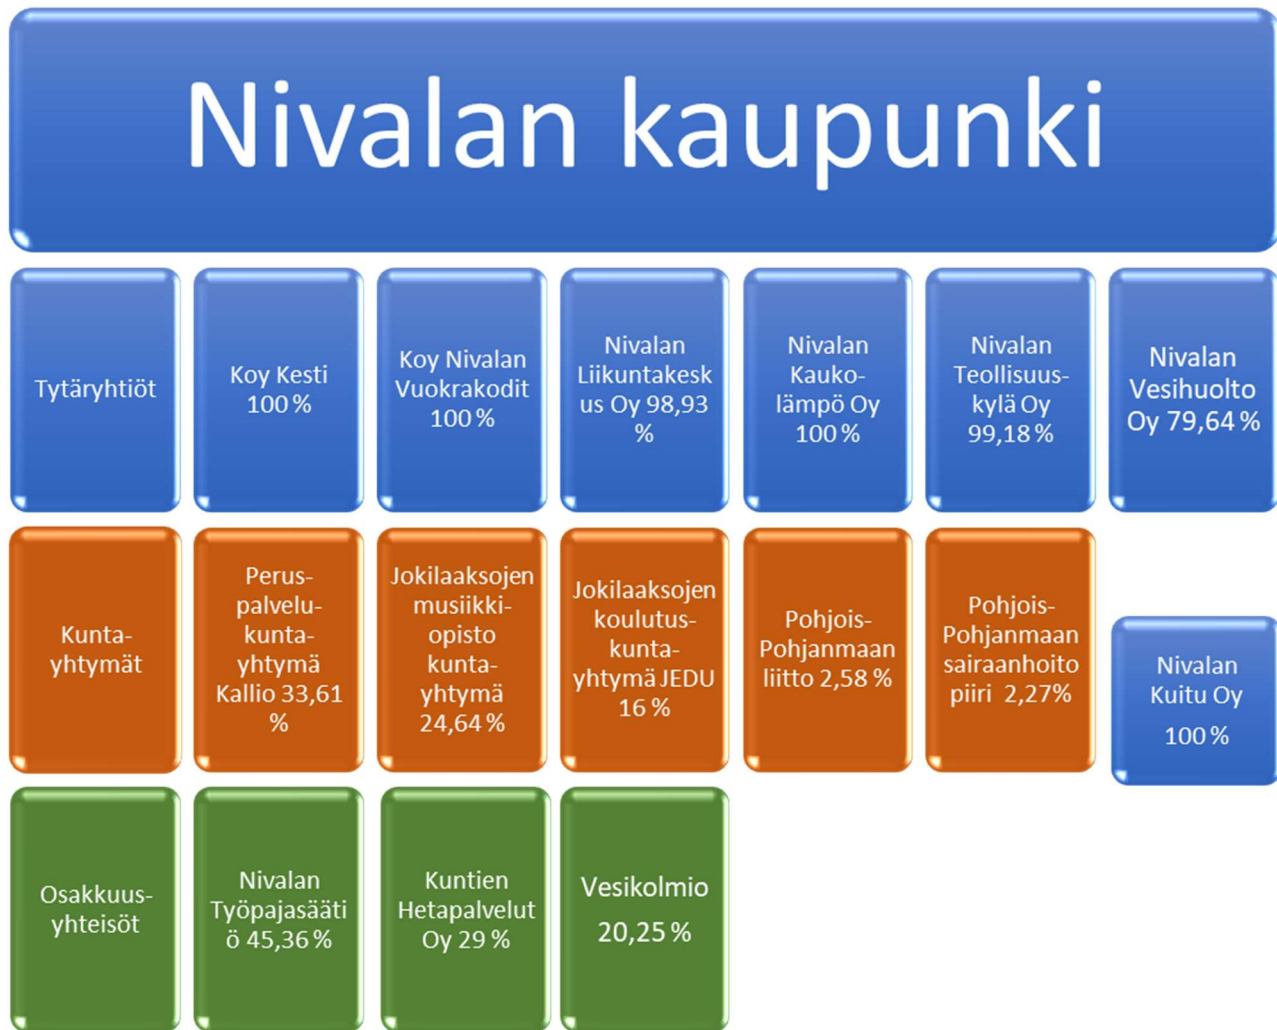 Nivalan kaupunki
Tytäryhtiöt
Koy Kesti
100 %
Koy Nivalan
Vuokrakodit
100 %
Nivalan
Liikuntakesk
us Oy 98,93
%
Nivalan
Kauko-
lämpö Oy
100 %
Nivalan
Teollisuus-
kylä Oy
99,18 %
Nivalan
Vesihuolto
Oy 79,64 %
Kunta-
yhtymät
Perus-
palvelu-
kunta-
yhtymä
Kallio 33,61
%
Jokilaaksojen
musiikki-
opisto
kunta-
yhtymä
24,64 %
Jokilaaksojen
koulutus-
kunta-
yhtymä JEDU
16 %
Pohjois-
Pohjanmaan
liitto 2,58 %
Pohjois-
Pohjanmaan
sairaanhoito
piiri 2,27%
Nivalan
Kuitu Oy
100 %
Osakkuus-
yhteisöt
Nivalan
Työpajasääti
ö 45,36 %
Kuntien
Hetapalvelut
Oy 29 %
Vesikolmio
20,25 %